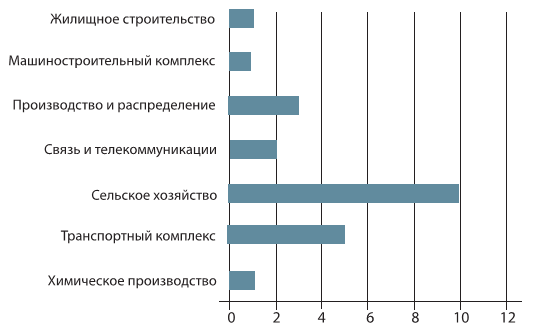 Жилищное строительство
Машиностроительный комплекс
Производство и распределение
Связь и телекоммуникации
Сельское хозяйство
Транспортный комплекс
Химическое производство
0 2 4 6 8 10 12